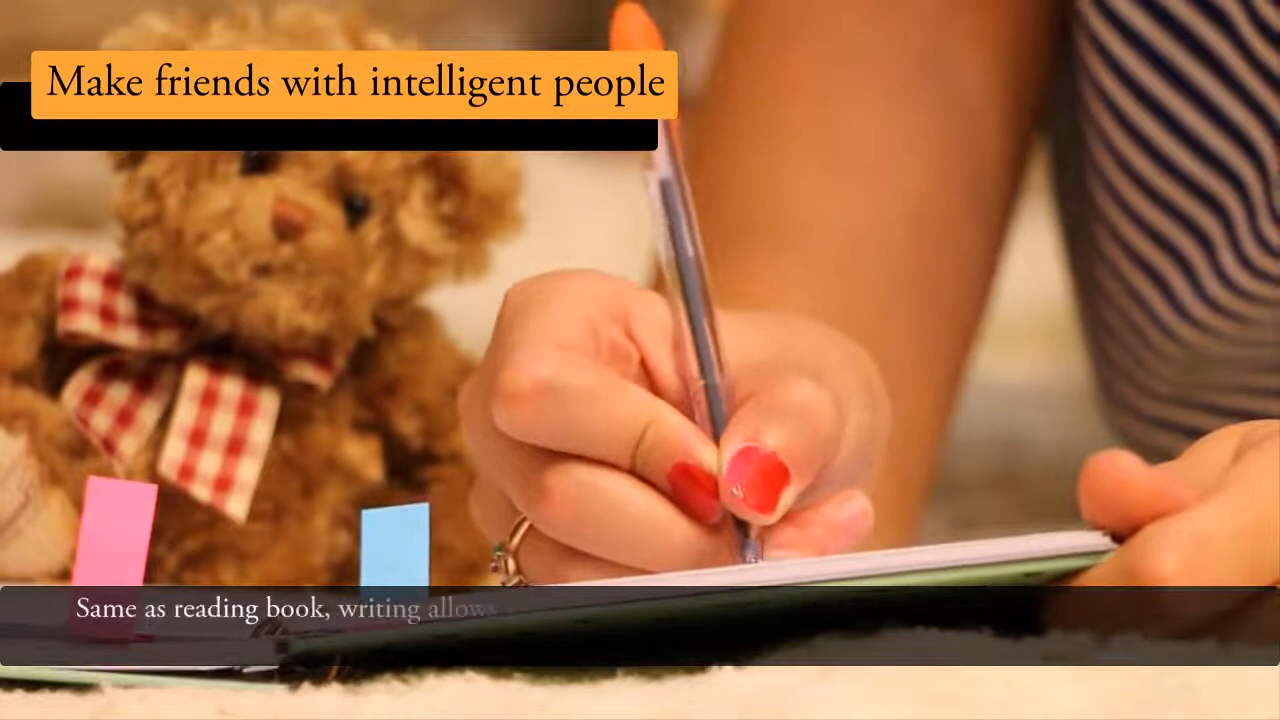 Make friends with intelligent people
Same as reading book, writing allows